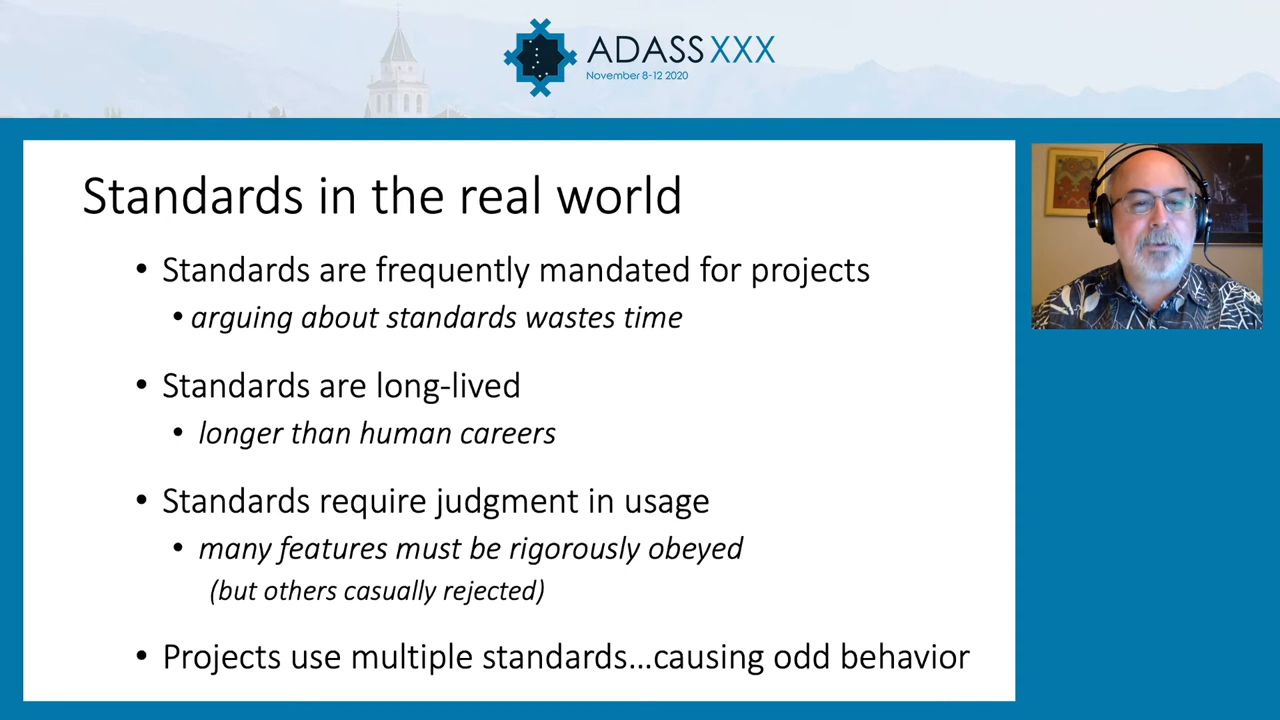 ADASS XXX
November 8-12 2020
Standards in the real world
• Standards are frequently mandated for projects
• arguing about standards wastes time
• Standards are long-lived
• longer than human careers
• Standards require judgment in usage
• many features must be rigorously obeyed
(but others casually rejected)
• Projects use multiple standards...causing odd behavior